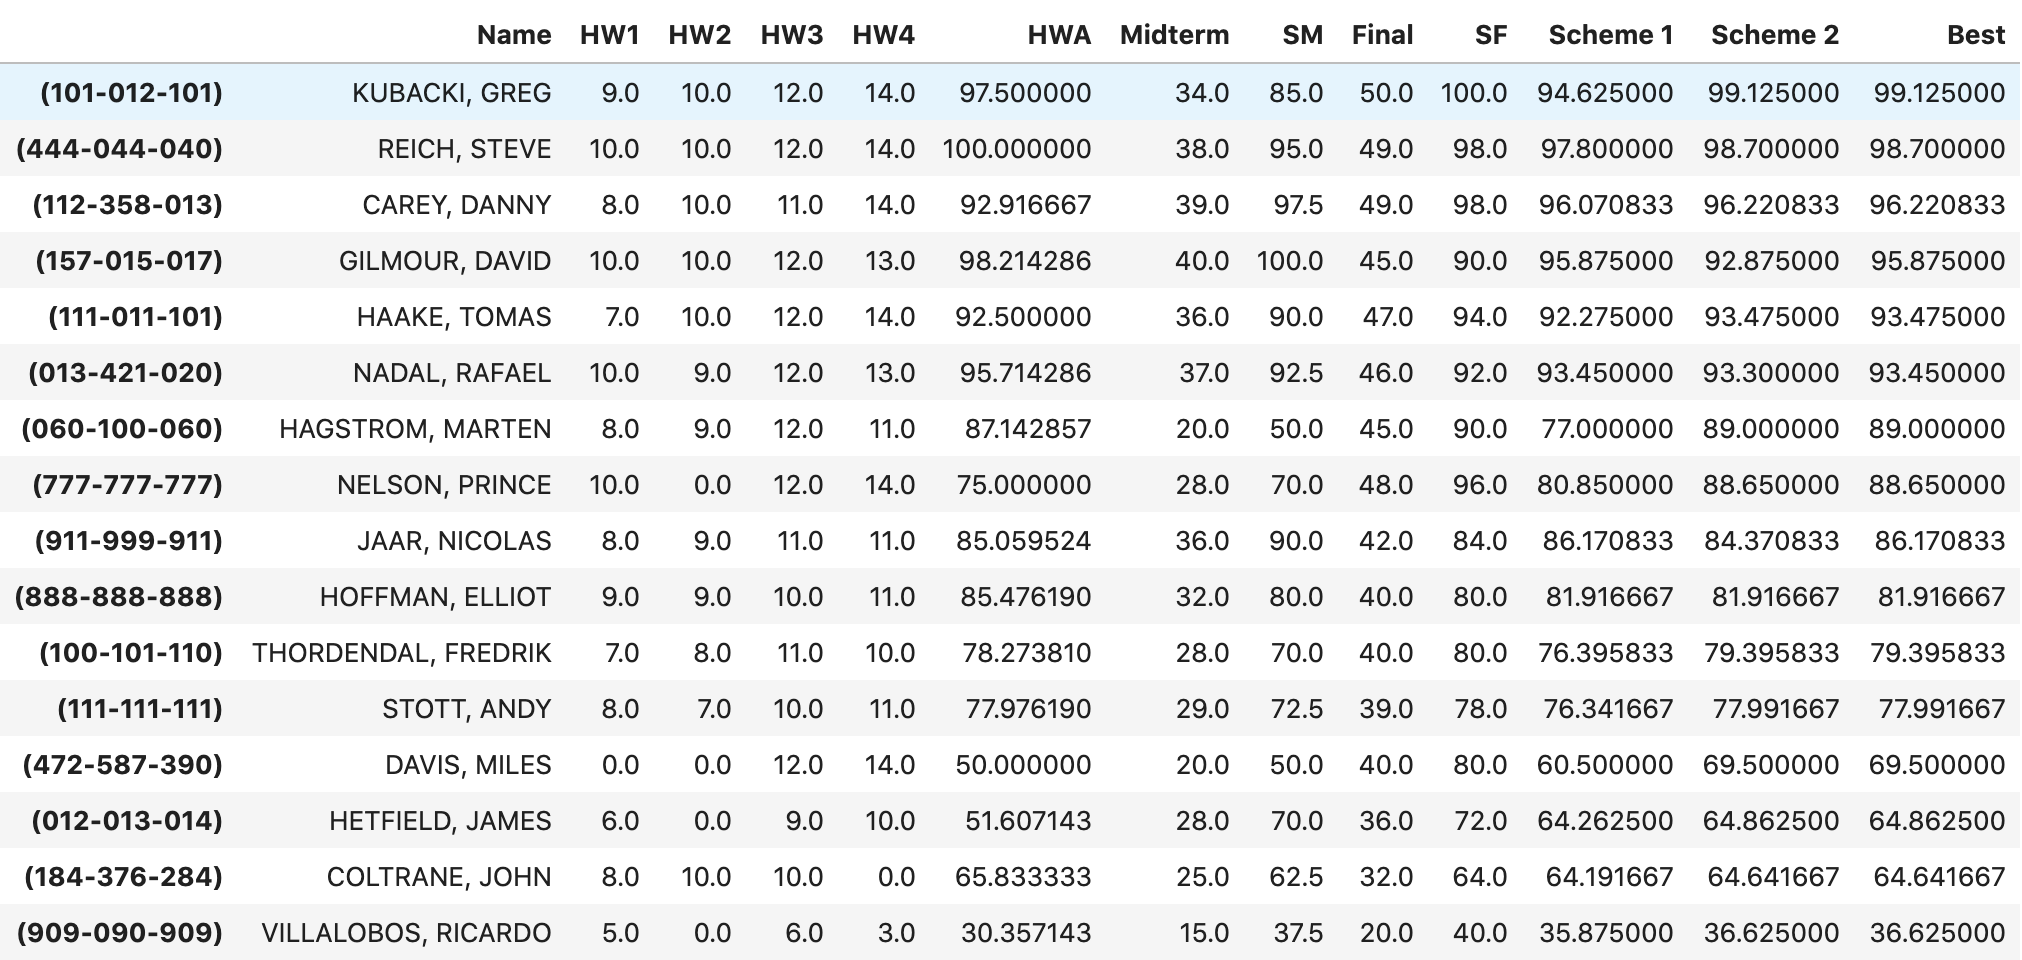 Name HW1 HW2 HW3 HW4 HWA Midterm SM Final SF Scheme 1 Scheme 2 Best
(101-012-101) KUBACKI, GREG 9.0 10.0 12.0 14.0 97.500000 34.0 85.0 50.0 100.0 94.625000 99.125000 99.125000
(444-044-040) REICH, STEVE 10.0 10.0 12.0 14.0 100.000000 38.0 95.0 49.0 98.0 97.800000 98.700000 98.700000
(112-358-013) CAREY, DANNY 8.0 10.0 11.0 14.0 92.916667 39.0 97.5 49.0 98.0 96.070833 96.220833 96.220833
(157-015-017) GILMOUR, DAVID 10.0 10.0 12.0 13.0 98.214286 40.0 100.0 45.0 90.0 95.875000 92.875000 95.875000
(111-011-101) HAAKE, TOMAS 7.0 10.0 12.0 14.0 92.500000 36.0 90.0 47.0 94.0 92.275000 93.475000 93.475000
(013-421-020) NADAL, RAFAEL 10.0 9.0 12.0 13.0 95.714286 37.0 92.5 46.0 92.0 93.450000 93.300000 93.450000
(060-100-060) HAGSTROM, MARTEN 8.0 9.0 12.0 11.0 87.142857 20.0 50.0 45.0 90.0 77.000000 89.000000 89.000000
(777-777-777) NELSON, PRINCE 10.0 0.0 12.0 14.0 75.000000 28.0 70.0 48.0 96.0 80.850000 88.650000 88.650000
(911-999-911) JAAR, NICOLAS 8.0 9.0 11.0 11.0 85.059524 36.0 90.0 42.0 84.0 86.170833 84.370833 86.170833
(888-888-888) HOFFMAN, ELLIOT 9.0 9.0 10.0 11.0 85.476190 32.0 80.0 40.0 80.0 81.916667 81.916667 81.916667
(100-101-110) THORDENDAL, FREDRIK 7.0 8.0 11.0 10.0 78.273810 28.0 70.0 40.0 80.0 76.395833 79.395833 79.395833
(111-111-111) STOTT, ANDY 8.0 7.0 10.0 11.0 77.976190 29.0 72.5 39.0 78.0 76.341667 77.991667 77.991667
(472-587-390) DAVIS, MILES 0.0 0.0 12.0 14.0 50.000000 20.0 50.0 40.0 80.0 60.500000 69.500000 69.500000
(012-013-014) HETFIELD, JAMES 6.0 0.0 9.0 10.0 51.607143 28.0 70.0 36.0 72.0 64.262500 64.862500 64.862500
(184-376-284) COLTRANE, JOHN 8.0 10.0 10.0 0.0 65.833333 25.0 62.5 32.0 64.0 64.191667 64.641667 64.641667
(909-090-909) VILLALOBOS, RICARDO 5.0 0.0 6.0 3.0 30.357143 15.0 37.5 20.0 40.0 35.875000 36.625000 36.625000